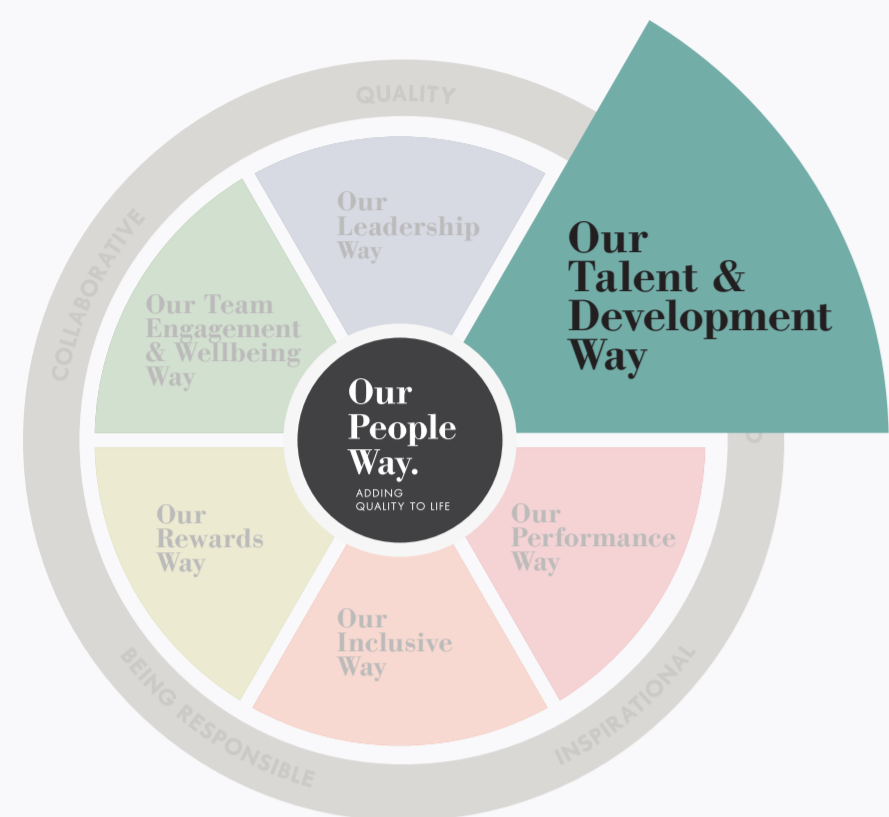 QUALITY
Our
Leadership
Way
Our
Talent &
Development
Way
COLLABORATIVE
Our Team
Engagement
& Wellbeing
Way
Our
People
Way.
ADDING
QUALITY TO LIFE
Our
Rewards
Way
Our
Performance
Way
Our
Inclusive
Way
BEING RESPONSIBLE
INSPIRATIONAL